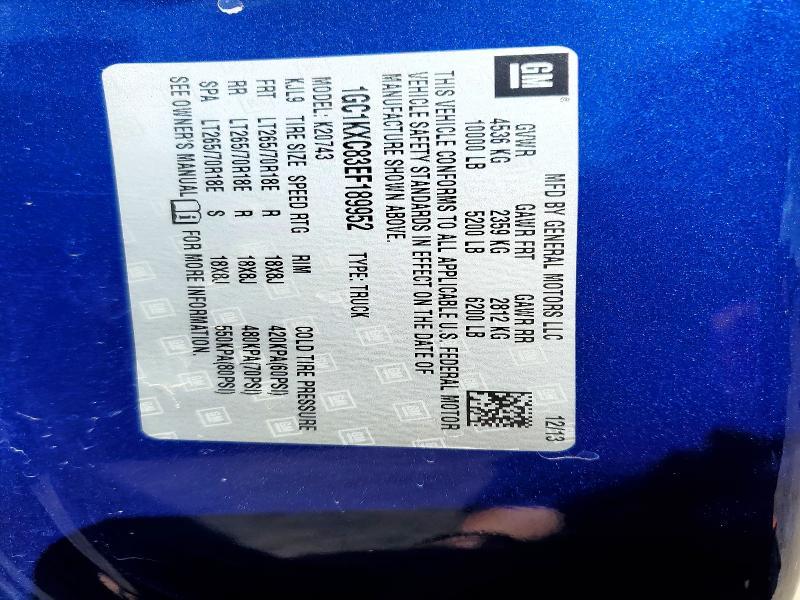 GM
®
MFD BY GENERAL MOTORS LLC 12/13
GVWR GAWR FRT GAWR RR
4536 KG 2359 KG 2812 KG
10000 LB 5200 LB 6200 LB
THIS VEHICLE CONFORMS TO ALL APPLICABLE U.S. FEDERAL MOTOR
VEHICLE SAFETY STANDARDS IN EFFECT ON THE DATE OF
MANUFACTURE SHOWN ABOVE.
1GC1KXC83EF189952 TYPE: TRUCK
MODEL: K20743
KJL9 TIRE SIZE SPEED RTG RIM COLD TIRE PRESSURE
FRT LT265/70R18E R 18X8J 420KPA(60PSI)
RR LT265/70R18E R 18X8J 480KPA(70PSI)
SPA LT265/70R18E S 18X8J 550KPA(80PSI)
SEE OWNER'S MANUAL FOR MORE INFORMATION.